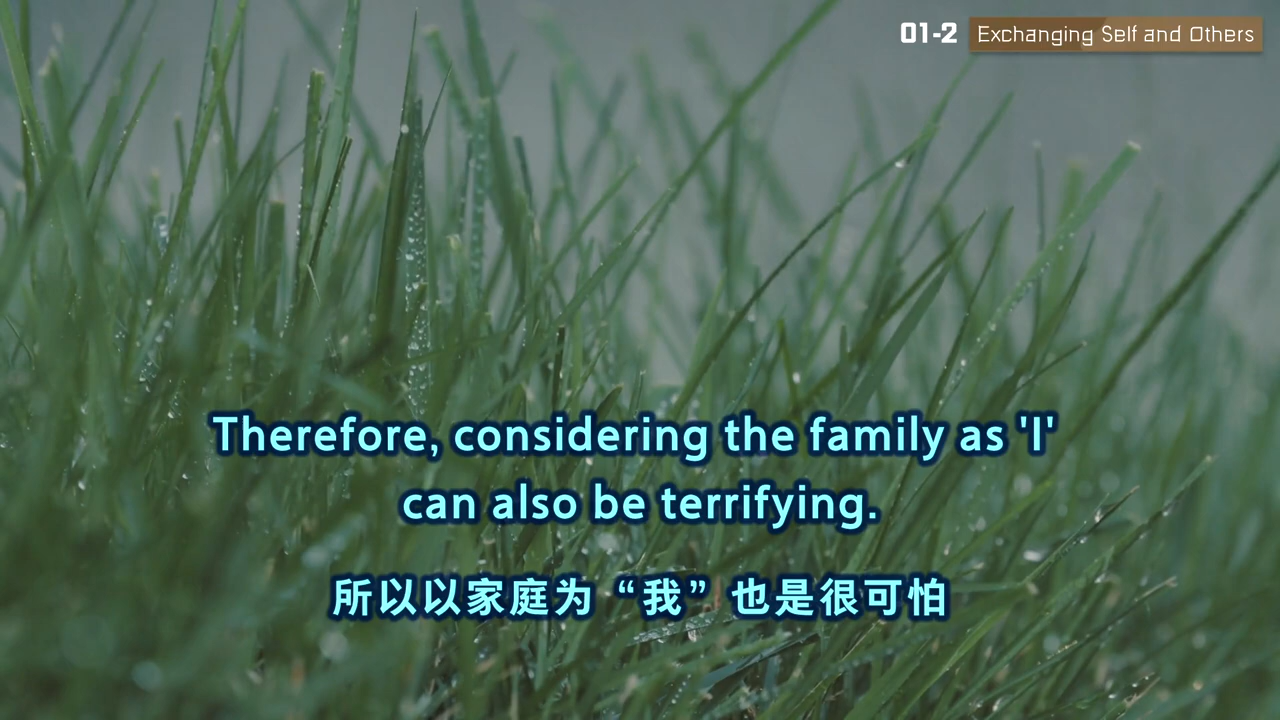 01-2 Exchanging Self and Others
Therefore, considering the family as 'I'
can also be terrifying.
所以以家庭为“我”也是很可怕